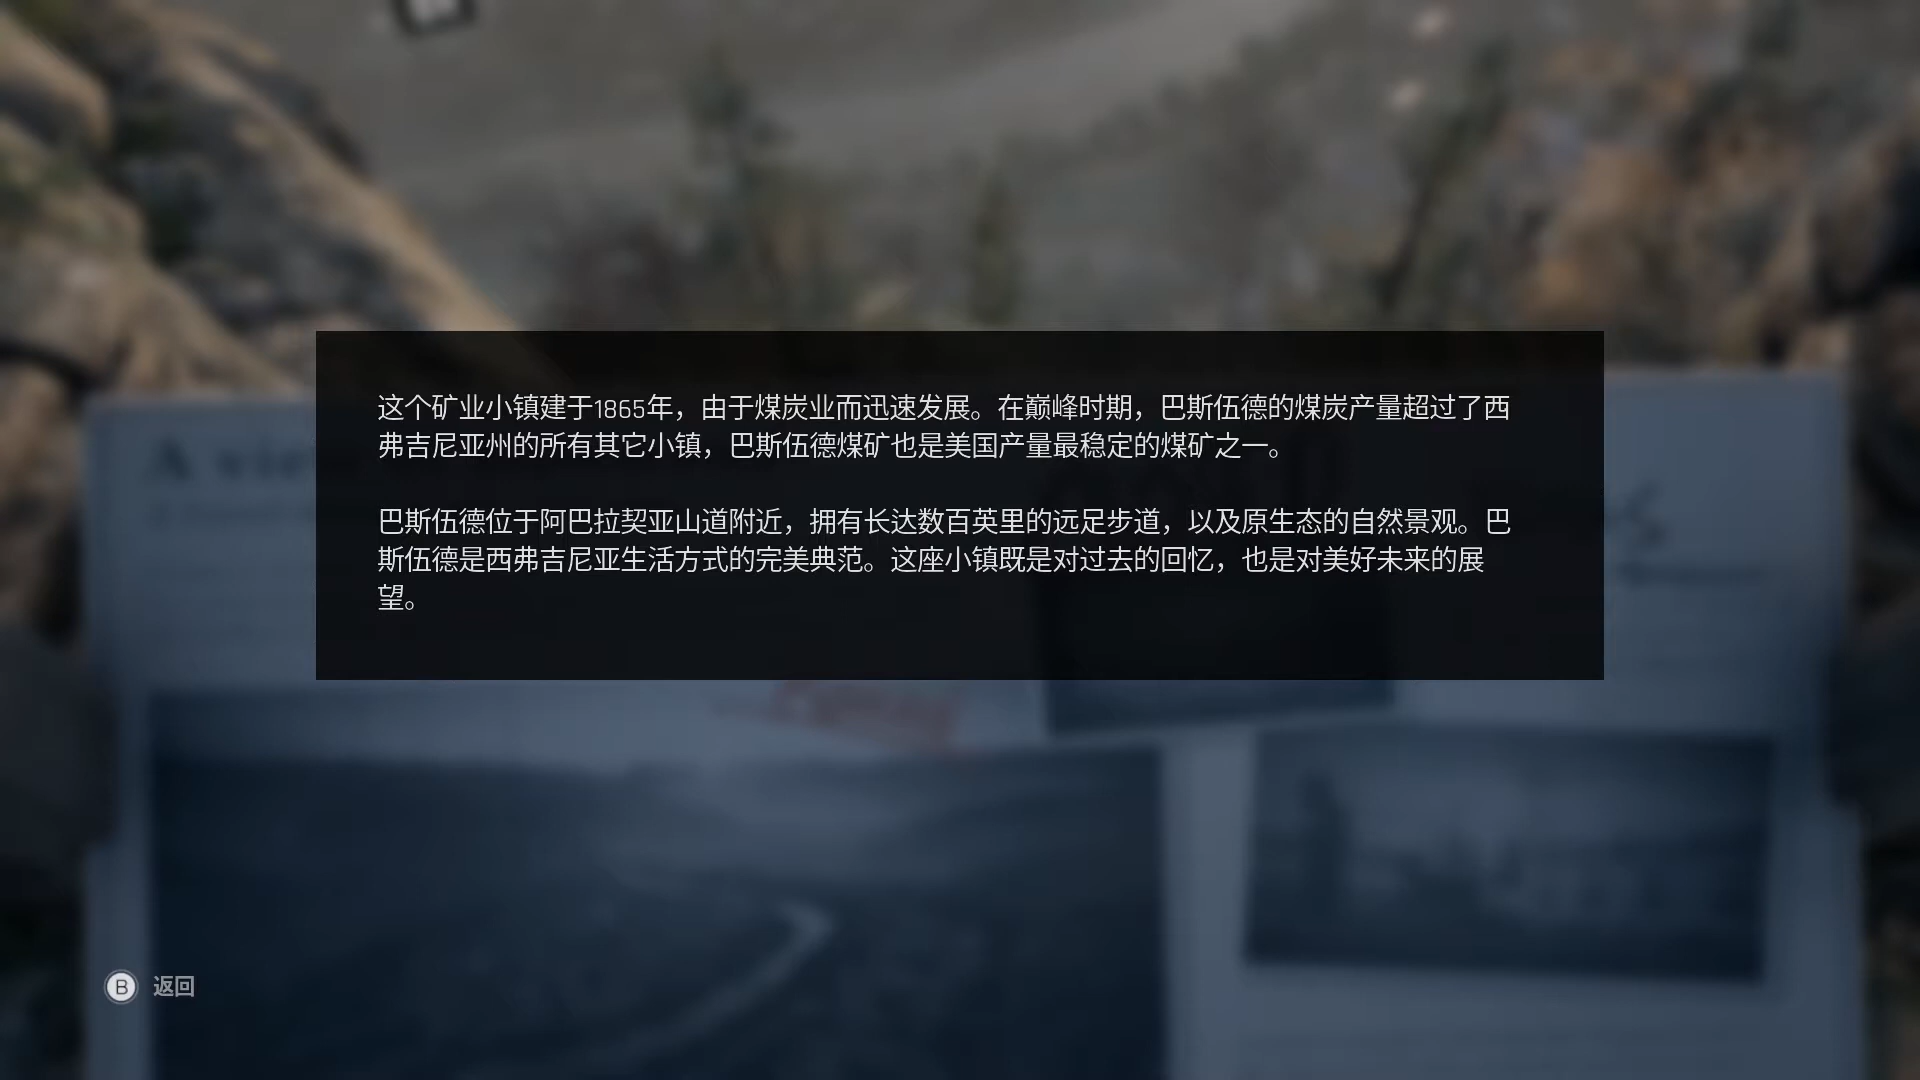 A vie
这个矿业小镇建于1865年，由于煤炭业而迅速发展。在巅峰时期，巴斯伍德的煤炭产量超过了西
弗吉尼亚州的所有其它小镇，巴斯伍德煤矿也是美国产量最稳定的煤矿之一。
巴斯伍德位于阿巴拉契亚山道附近，拥有长达数百英里的远足步道，以及原生态的自然景观。巴
斯伍德是西弗吉尼亚生活方式的完美典范。这座小镇既是对过去的回忆，也是对美好未来的展
望。
B 返回